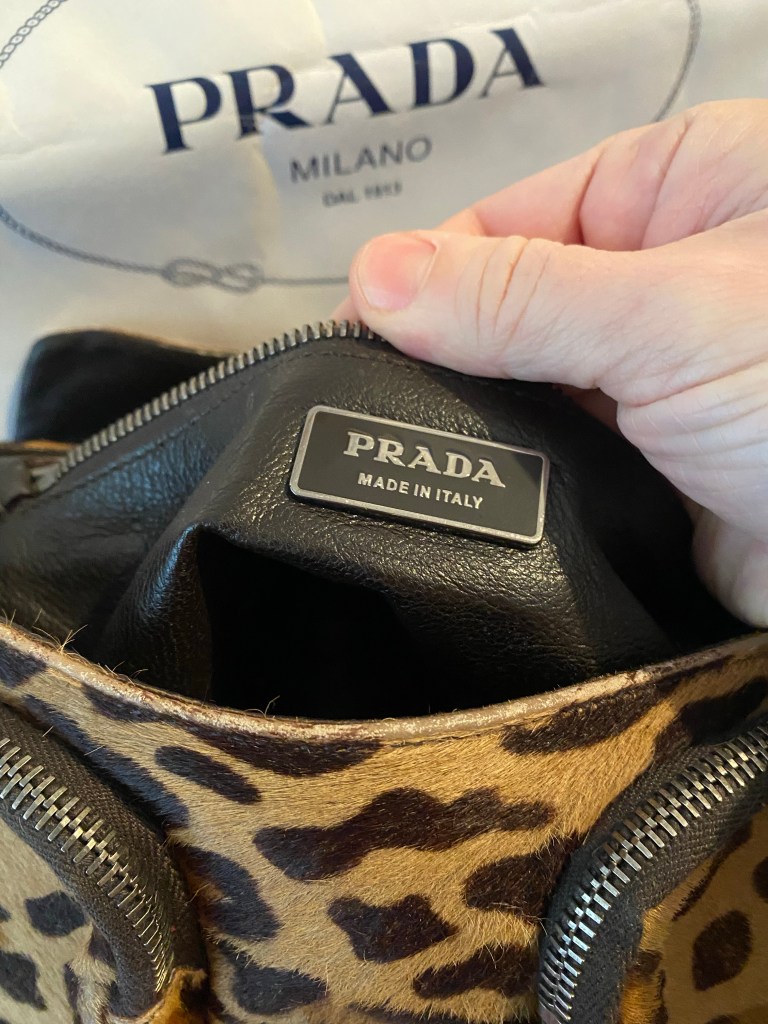 PRADA
MILANO
DAL 1913
PRADA
MADE IN ITALY